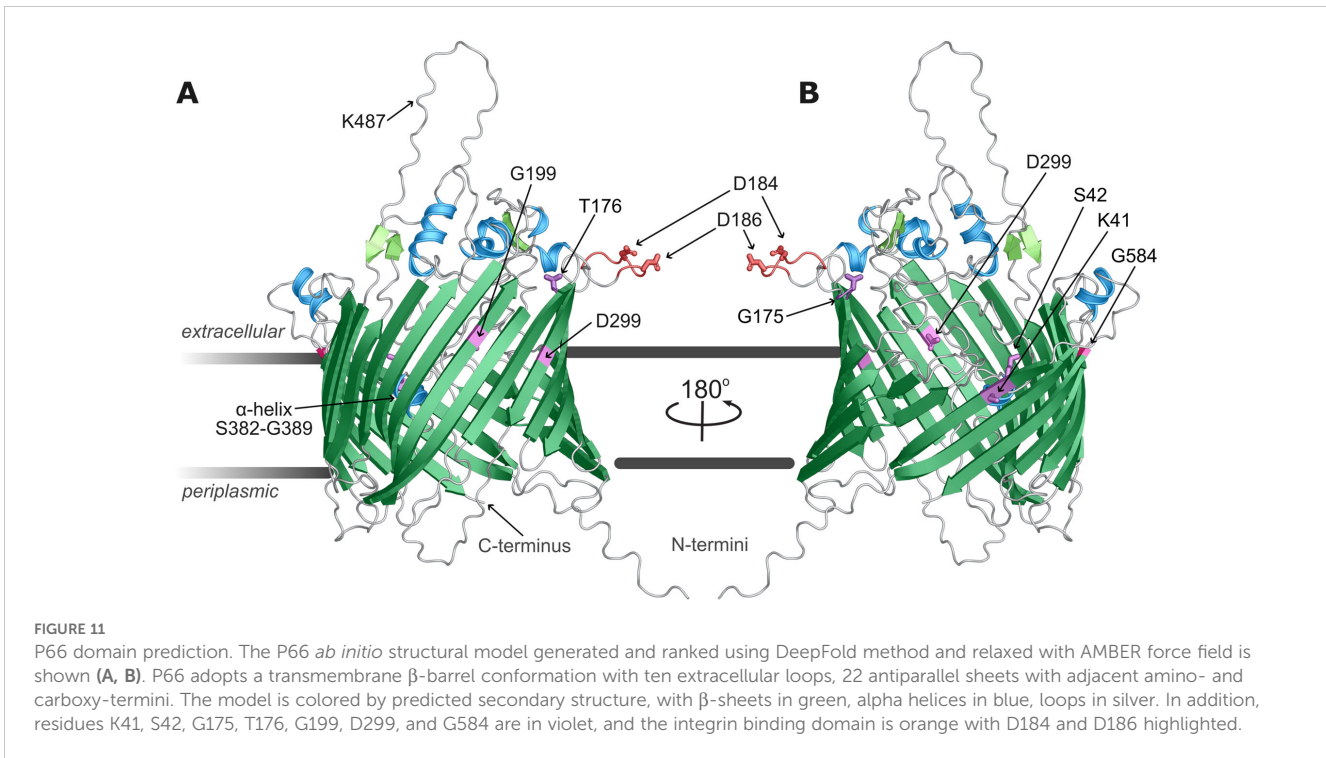 A
B
K487
G199
T176
D184
D186
D299
S42
K41
G584
G175
D299
extracellular
180°
α-helix
S382-G389
periplasmic
C-terminus
N-termini
FIGURE 11
P66 domain prediction. The P66 ab initio structural model generated and ranked using DeepFold method and relaxed with AMBER force field is
shown (A, B). P66 adopts a transmembrane β-barrel conformation with ten extracellular loops, 22 antiparallel sheets with adjacent amino- and
carboxy-termini. The model is colored by predicted secondary structure, with β-sheets in green, alpha helices in blue, loops in silver. In addition,
residues K41, S42, G175, T176, G199, D299, and G584 are in violet, and the integrin binding domain is orange with D184 and D186 highlighted.